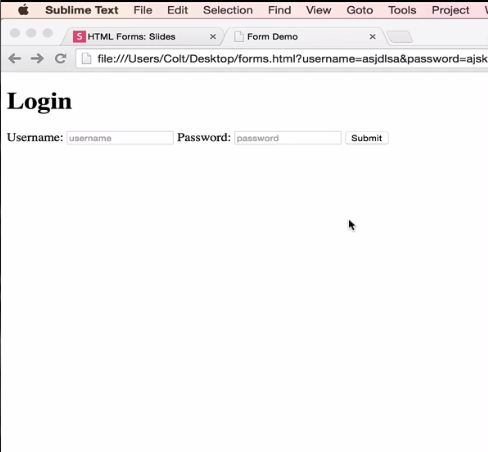 Sublime Text File Edit Selection Find View Goto Tools Project
S HTML Forms: Slides × Form Demo ×
file:///Users/Colt/Desktop/forms.html?username=asjdlsa&password=ajsk
Login
Username: username Password: password Submit